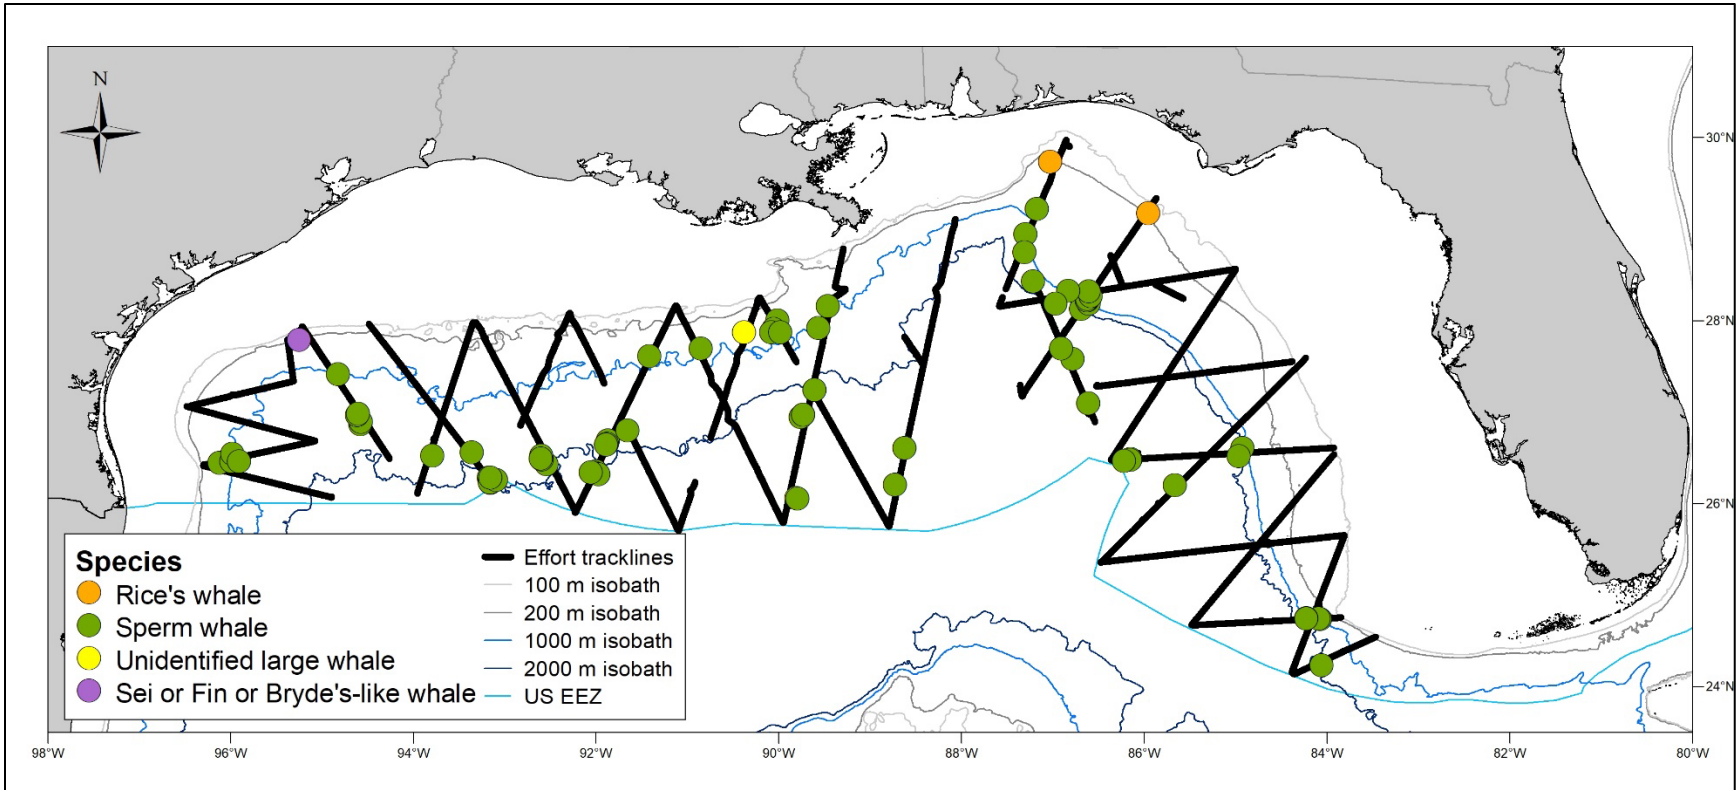 N
30°N
28°N
26°N
24°N
Species
Rice's whale
Sperm whale
Unidentified large whale
Sei or Fin or Bryde's-like whale
Effort tracklines
100 m isobath
200 m isobath
1000 m isobath
2000 m isobath
US EEZ
98°W 96°W 94°W 92°W 90°W 88°W 86°W 84°W 82°W 80°W